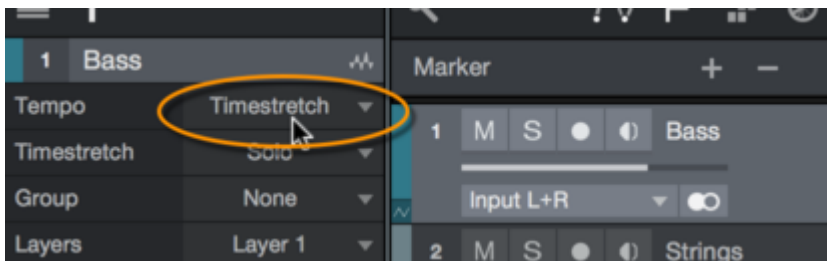 1 Bass
Tempo Timestretch
Timestretch Solo
Group None
Layers Layer 1
Marker + −
1 M S Bass
Input L+R
2 M S Strings